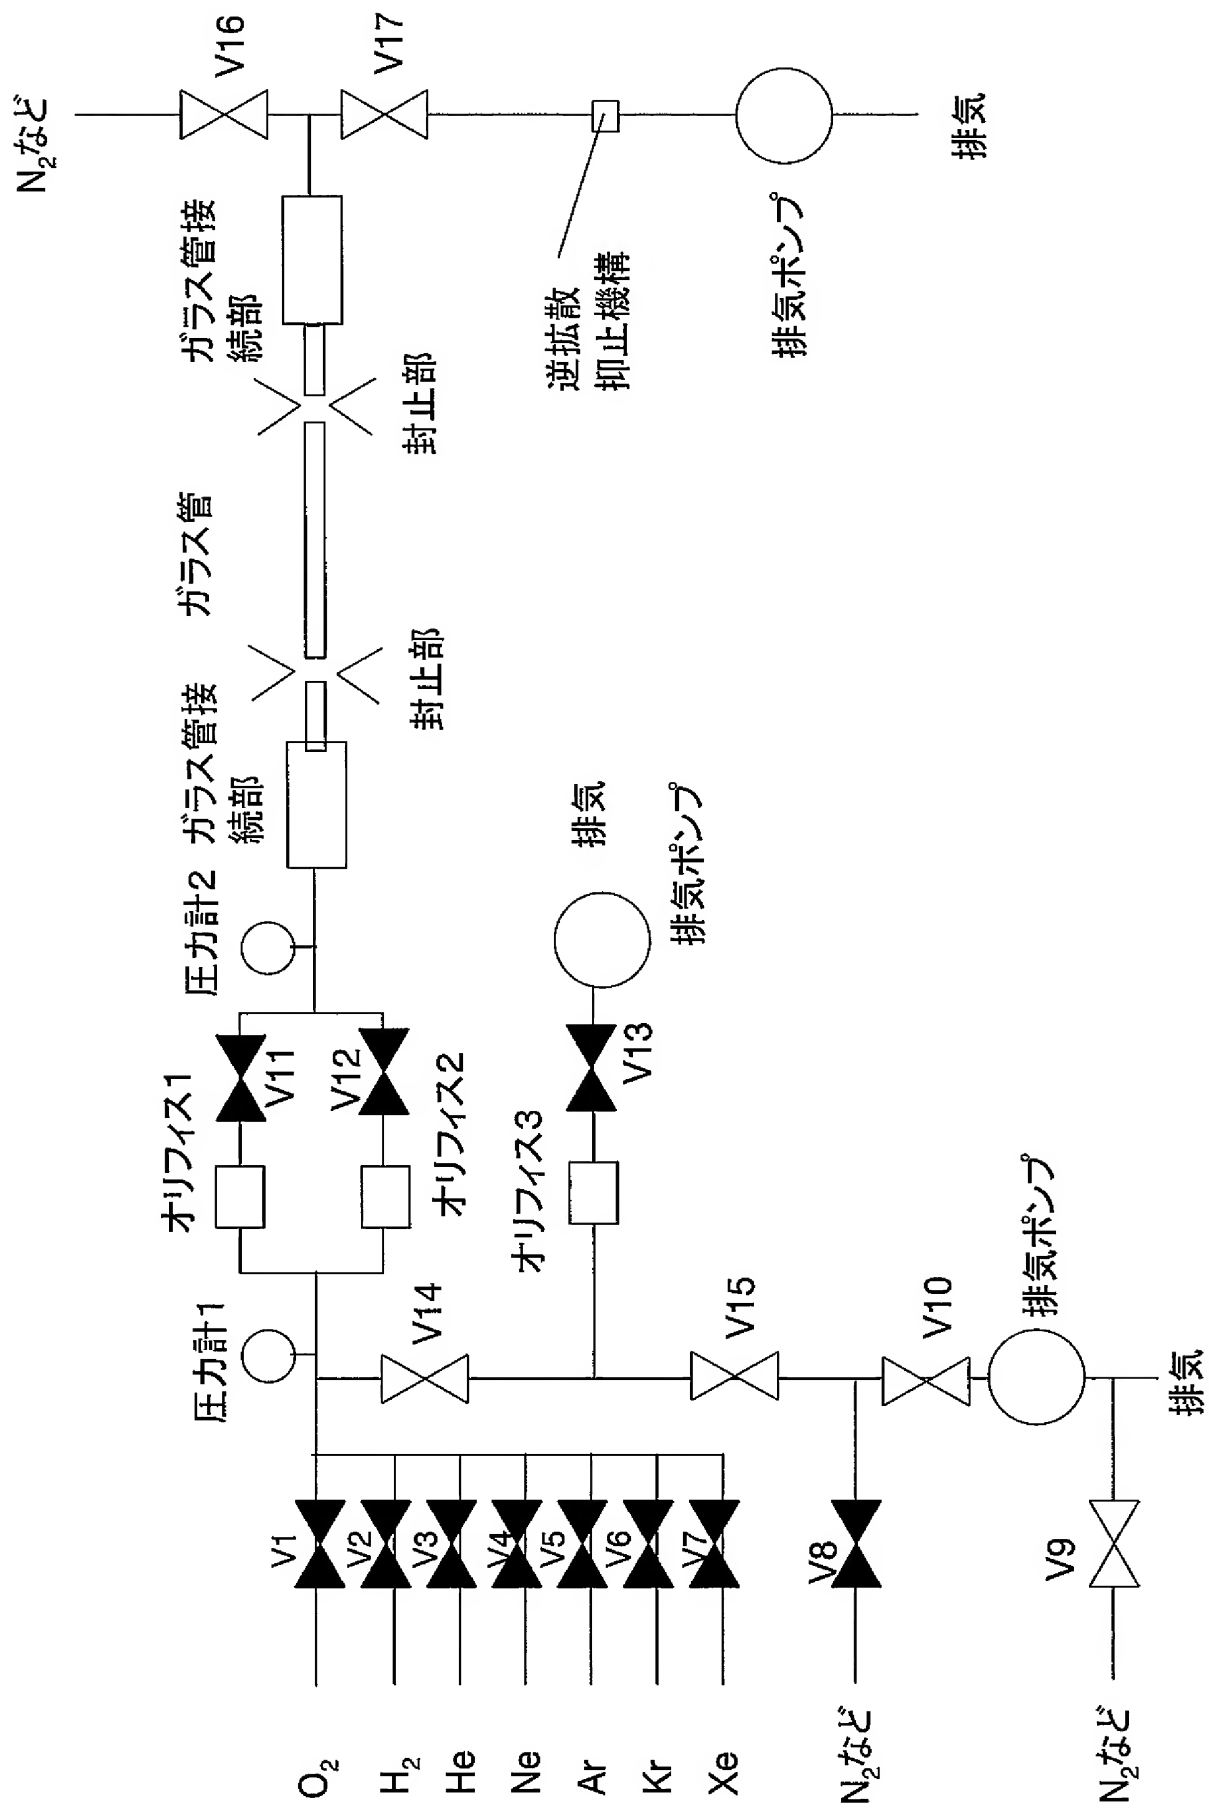 N₂など
V16
V17
ガラス管接
続部
封止部
逆拡散
抑止機構
排気ポンプ
排気
ガラス管
封止部
ガラス管接
続部
圧力計2
排気
排気ポンプ
オリフィス1
V11
V12
オリフィス2
オリフィス3
V13
圧力計1
V14
V15
V10
排気ポンプ
排気
V1
V2
V3
V4
V5
V6
V7
V8
V9
O₂
H₂
He
Ne
Ar
Kr
Xe
N₂など
N₂など